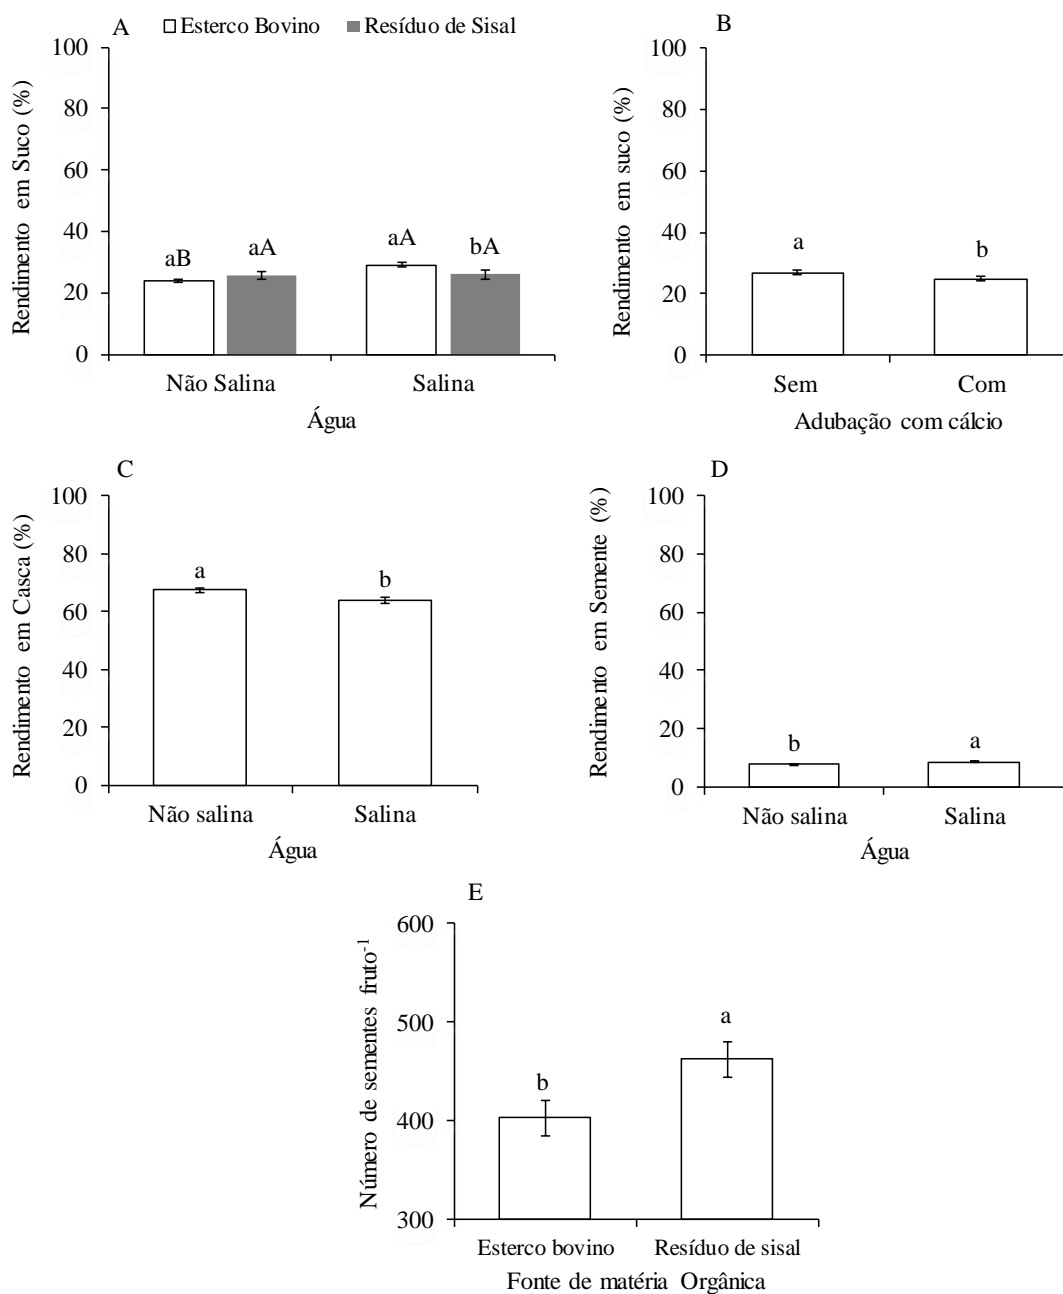 A
Esterco Bovino Resíduo de Sisal
Rendimento em Suco (%)
100
80
60
40
20
0
aB aA aA bA
Não Salina Salina
Água
B
Rendimento em suco (%)
100
80
60
40
20
0
a b
Sem Com
Adubação com cálcio
C
Rendimento em Casca (%)
100
80
60
40
20
0
a b
Não salina Salina
Água
D
Rendimento em Semente (%)
100
80
60
40
20
0
b a
Não salina Salina
Água
E
Número de sementes fruto⁻¹
600
500
400
300
b a
Esterco bovino Resíduo de sisal
Fonte de matéria Orgânica